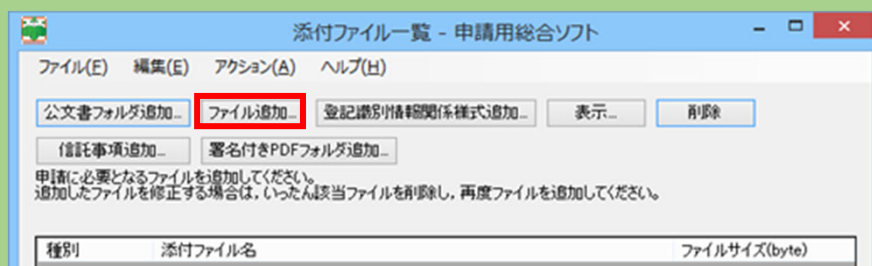 添付ファイル一覧 - 申請用総合ソフト
ファイル(F) 編集(E) アクション(A) ヘルプ(H)
公文書フォルダ追加... ファイル追加... 登記識別情報関係様式追加... 表示... 削除
信託事項追加... 署名付きPDFフォルダ追加...
申請に必要となるファイルを追加してください。
追加したファイルを修正する場合は，いったん該当ファイルを削除し，再度ファイルを追加してください。
種別 添付ファイル名 ファイルサイズ(byte)